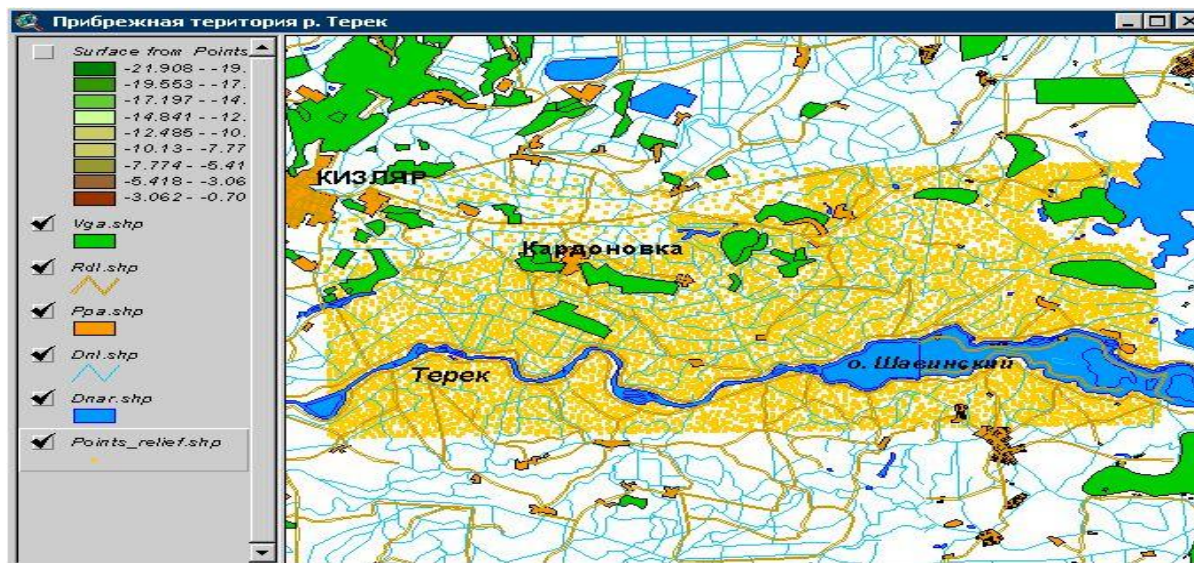 Прибрежная територия р. Терек
Surface from Points
-21.908 - -19.
-19.553 - -17.
-17.197 - -14.
-14.841 - -12.
-12.485 - -10.
-10.13 - -7.77
-7.774 - -5.41
-5.418 - -3.06
-3.062 - -0.70
Vga.shp
Rdl.shp
Ppa.shp
Dnl.shp
Dnar.shp
Points_relief.shp
КИЗЛЯР
Кардоновка
Терек
о. Шавинский